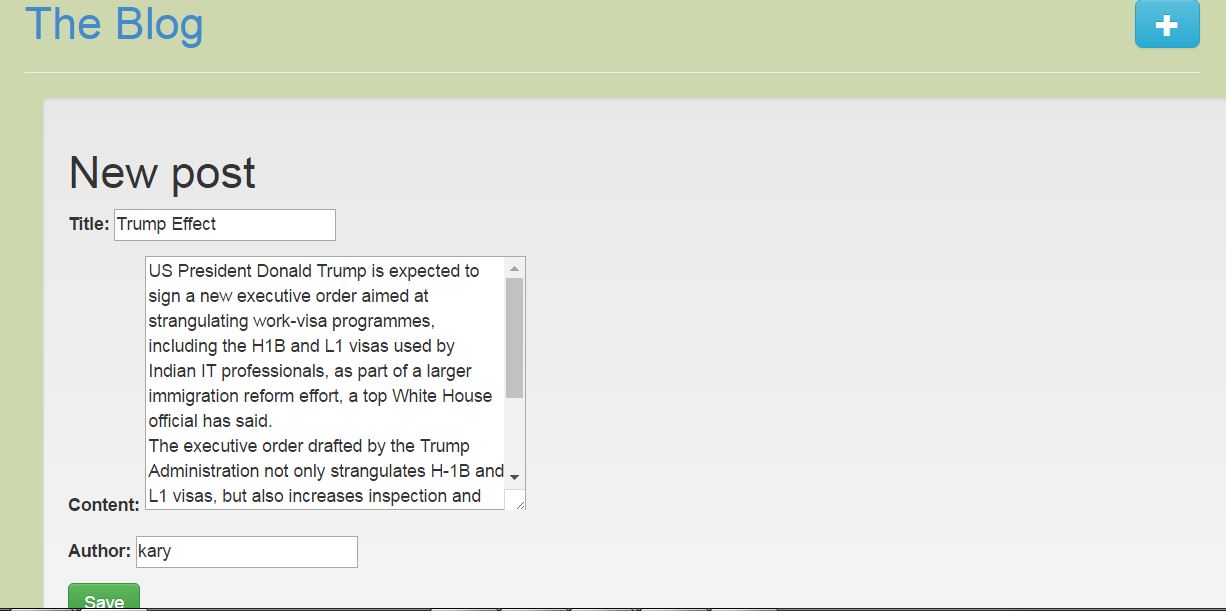 The Blog
New post
Title: Trump Effect
US President Donald Trump is expected to
sign a new executive order aimed at
strangulating work-visa programmes,
including the H1B and L1 visas used by
Indian IT professionals, as part of a larger
immigration reform effort, a top White House
official has said.
The executive order drafted by the Trump
Administration not only strangulates H-1B and
L1 visas, but also increases inspection and
Content:
Author: kary
Save